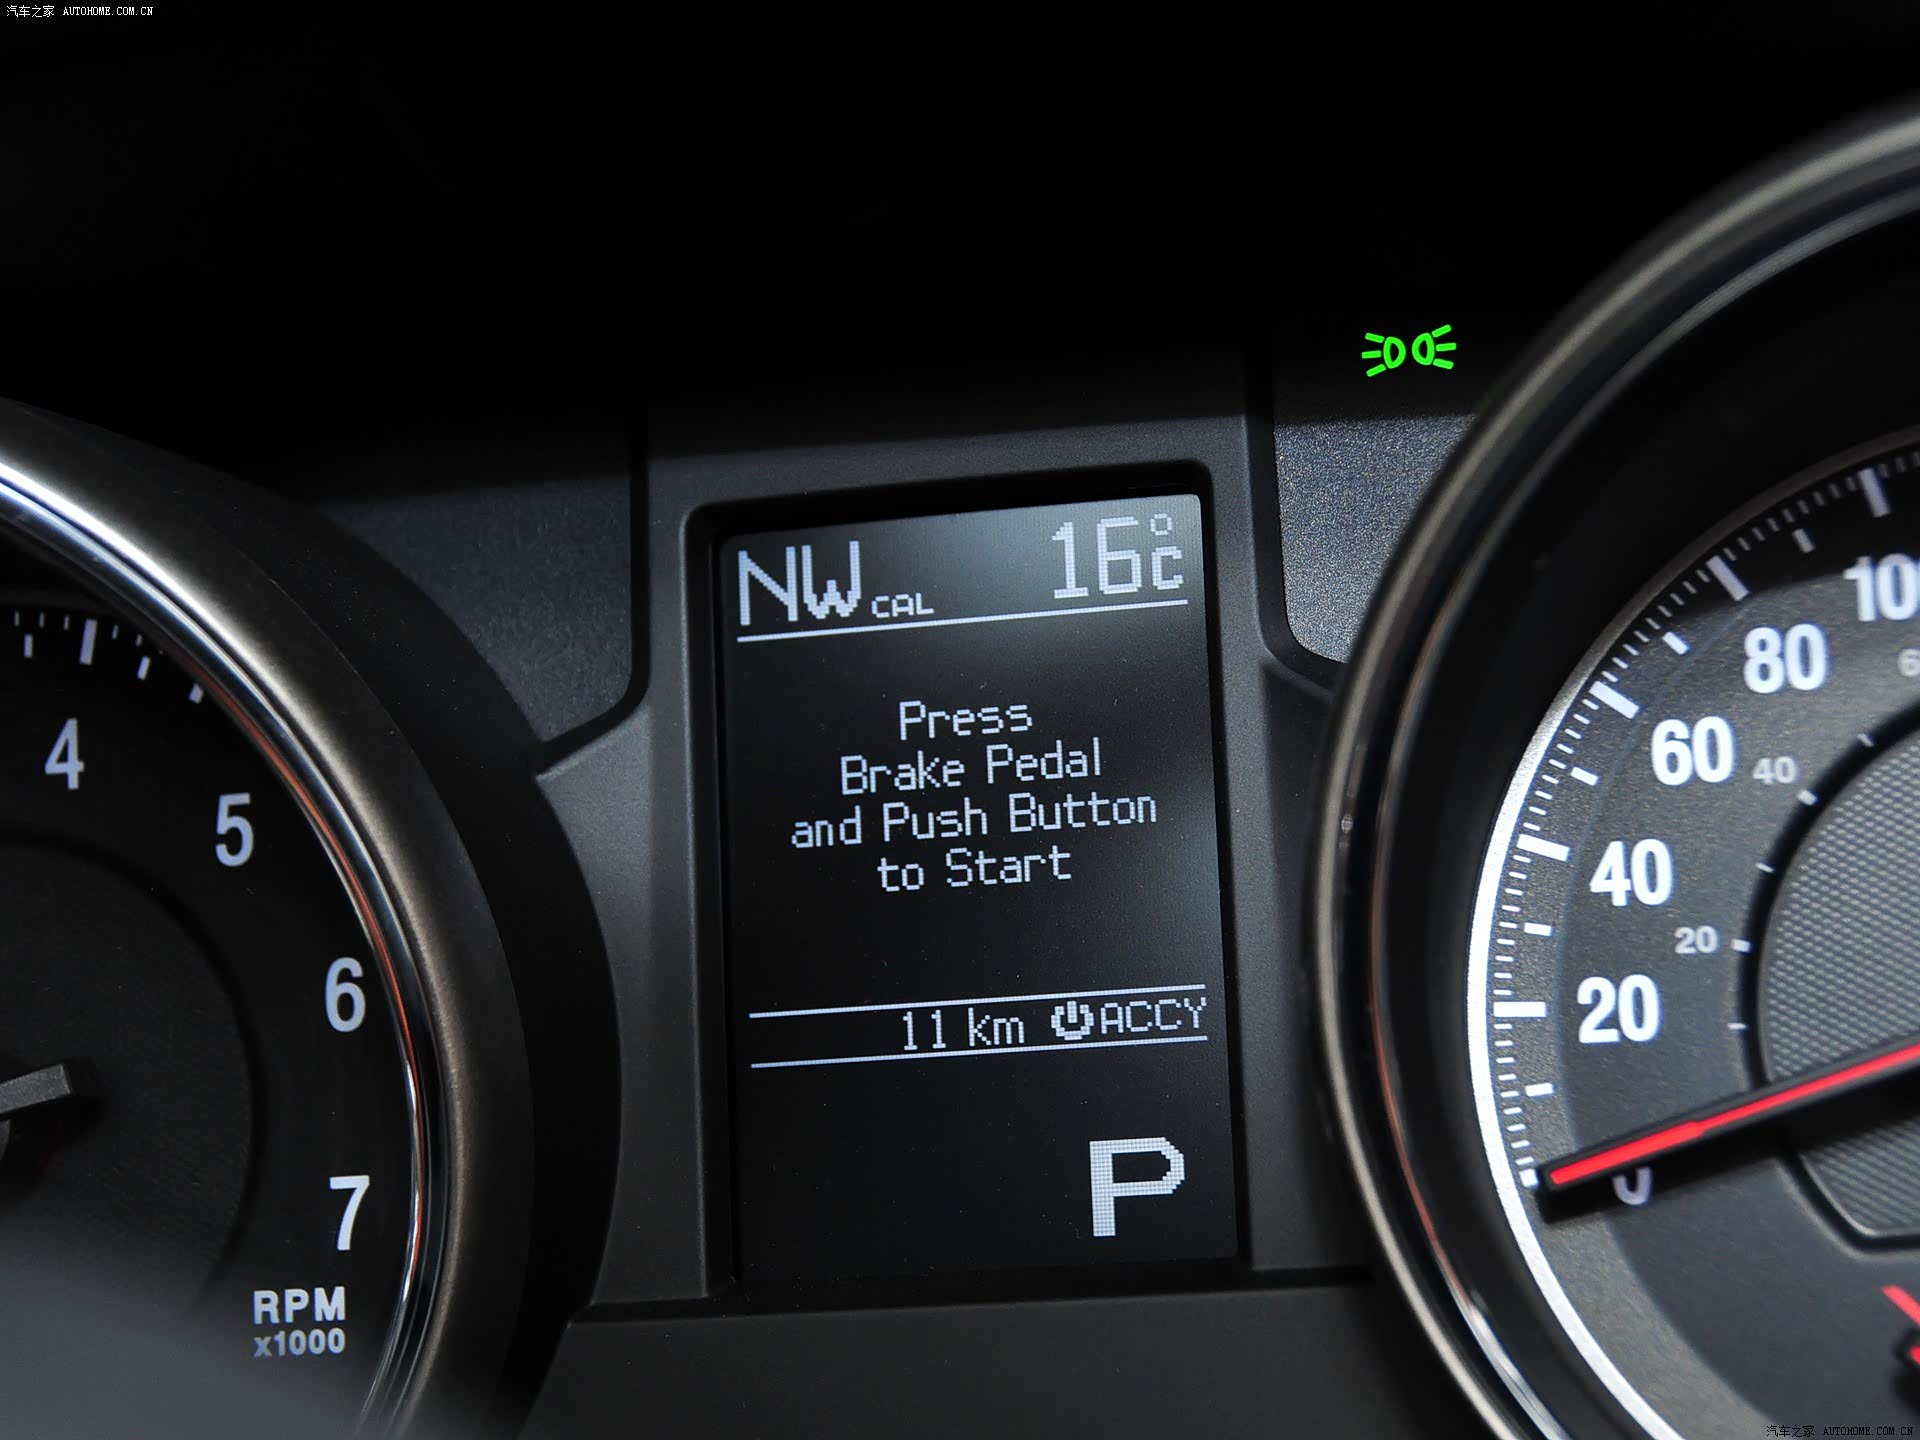 汽车之家 AUTOHOME.COM.CN
NW CAL 16°C
Press
Brake Pedal
and Push Button
to Start
11 km ACCY
P
4
5
6
7
RPM
x1000
100
80
60
40
20
0
40
20
汽车之家 AUTOHOME.COM.CN